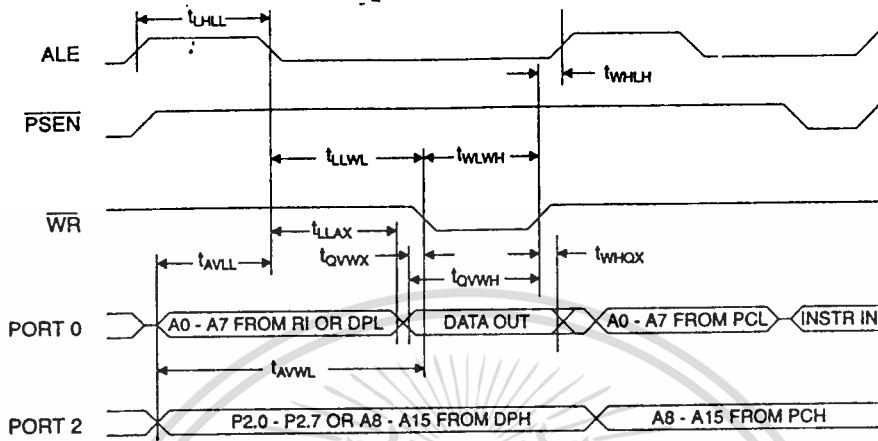 tLHLL
ALE
tWHLH
PSEN
tLLWL
tWLWH
WR
tLLAX
tAVLL
tQVWX
tWHQX
tQVWH
PORT 0
A0 - A7 FROM RI OR DPL
DATA OUT
A0 - A7 FROM PCL
INSTR IN
tAVWL
PORT 2
P2.0 - P2.7 OR A8 - A15 FROM DPH
A8 - A15 FROM PCH